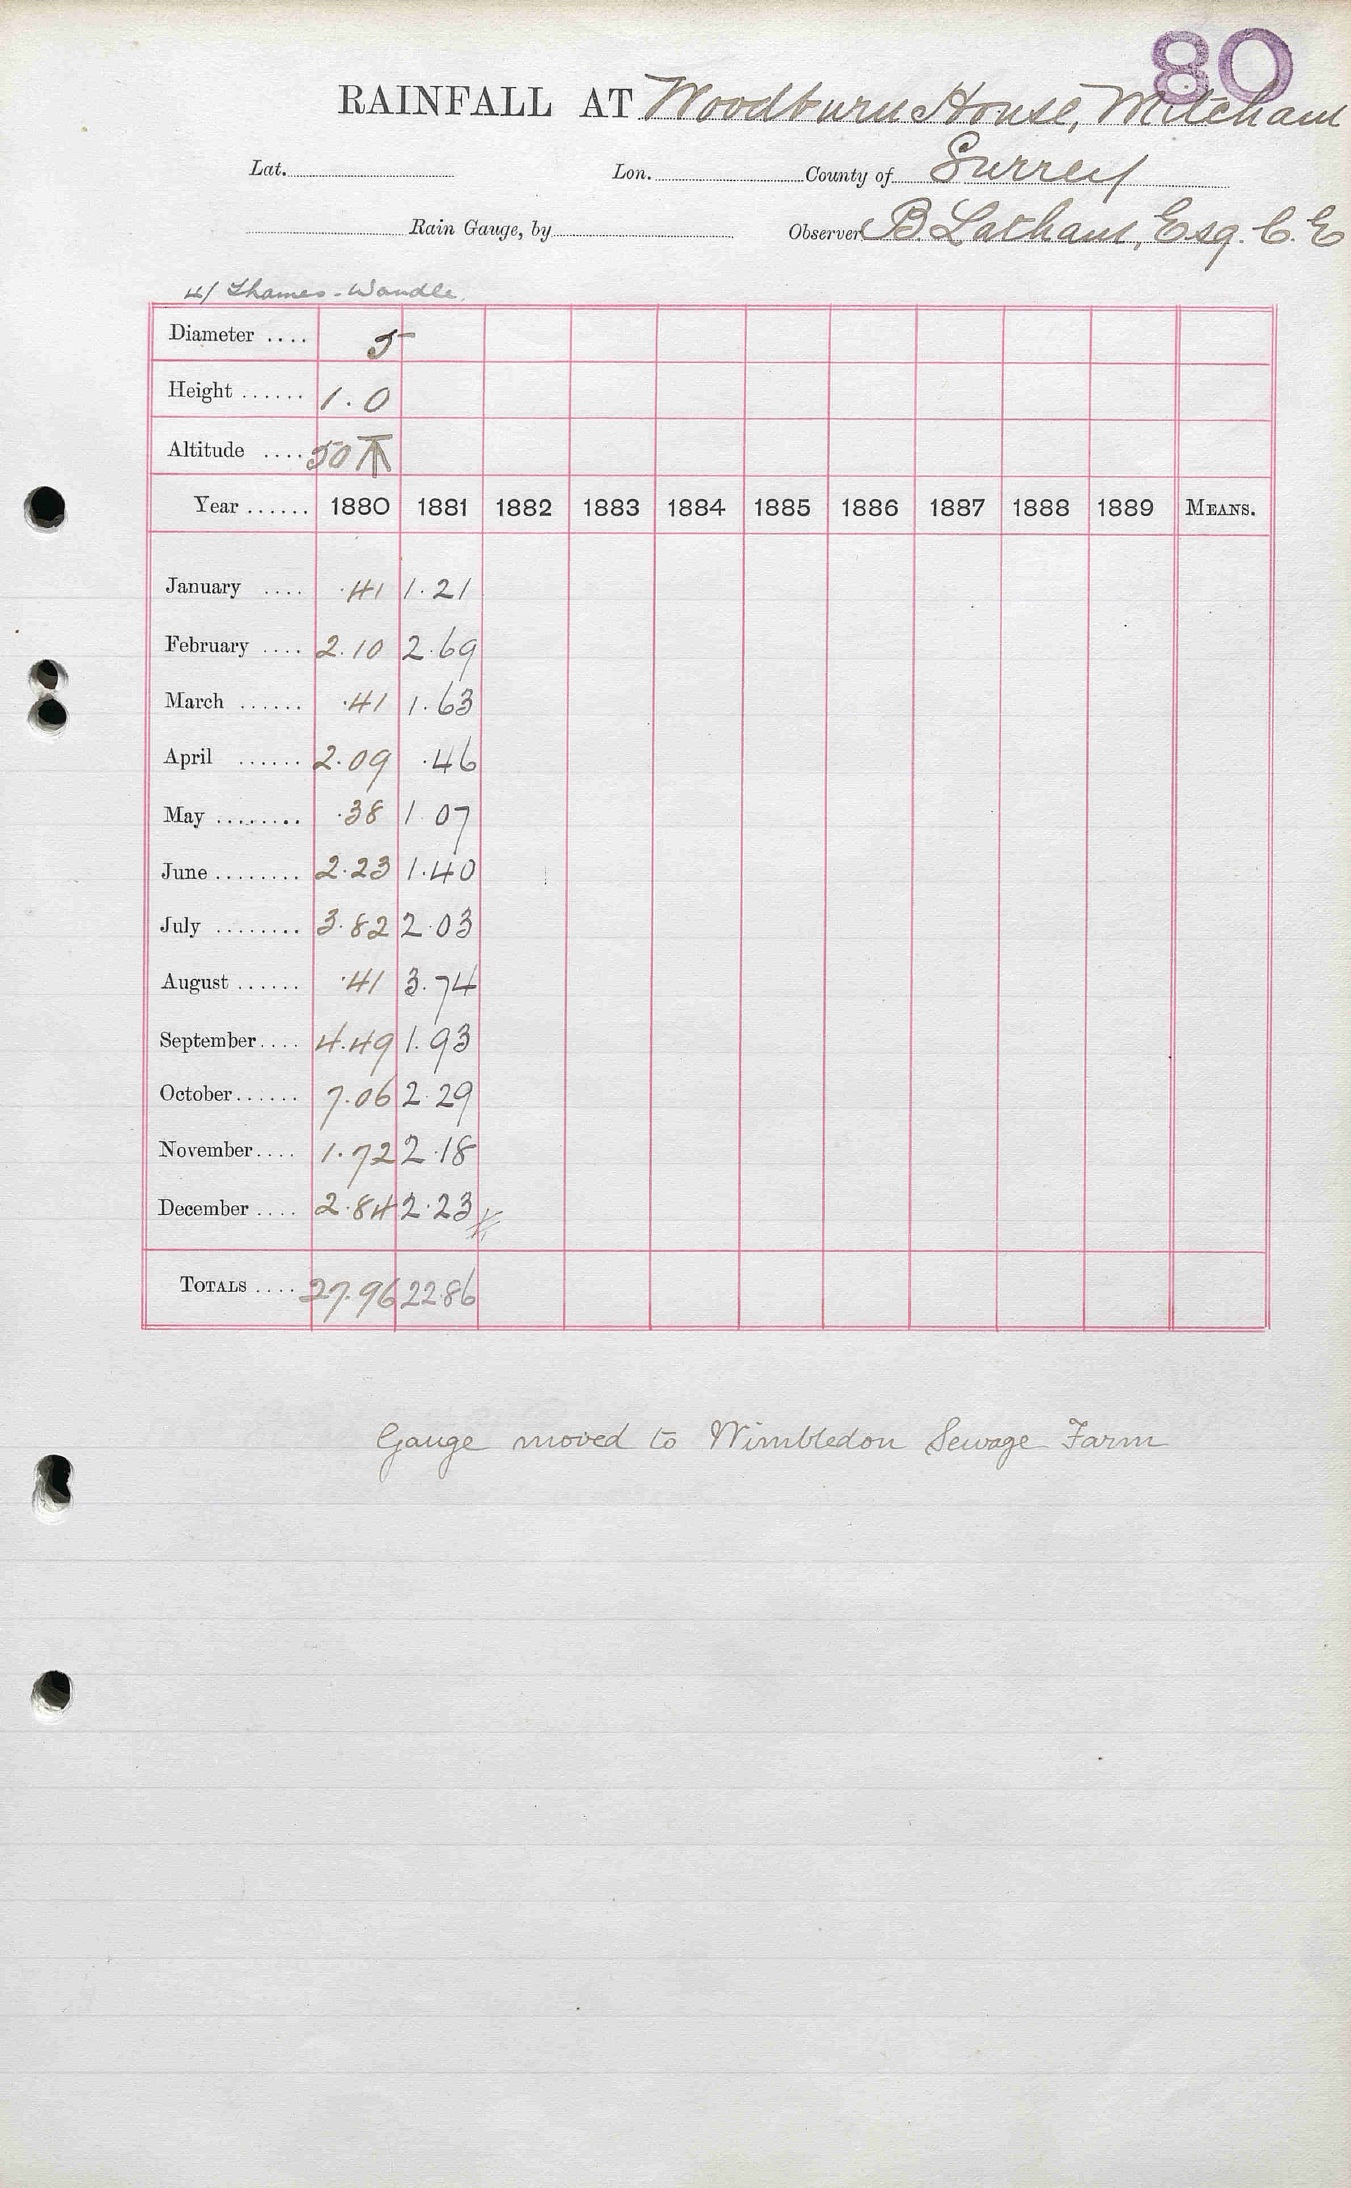 80
RAINFALL AT Woodburn House, Mitcham
Lat. Lon. County of Surrey
Rain Gauge, by Observer B. Latham, Esq. C.E
4/ Thames-Wandle.
Diameter .... 5
Height ...... 1.0
Altitude .... 50
Year ...... 1880 1881 1882 1883 1884 1885 1886 1887 1888 1889 MEANS.
January .... .41 1.21
February .... 2.10 2.69
March ...... .41 1.63
April ...... 2.09 .46
May ........ .38 1.07
June ........ 2.23 1.40
July ........ 3.82 2.03
August ...... .41 3.74
September.... 4.49 1.93
October...... 7.06 2.29
November.... 1.72 2.18
December .... 2.84 2.23
TOTALS .... 27.96 22.86
Gauge moved to Wimbledon Sewage Farm